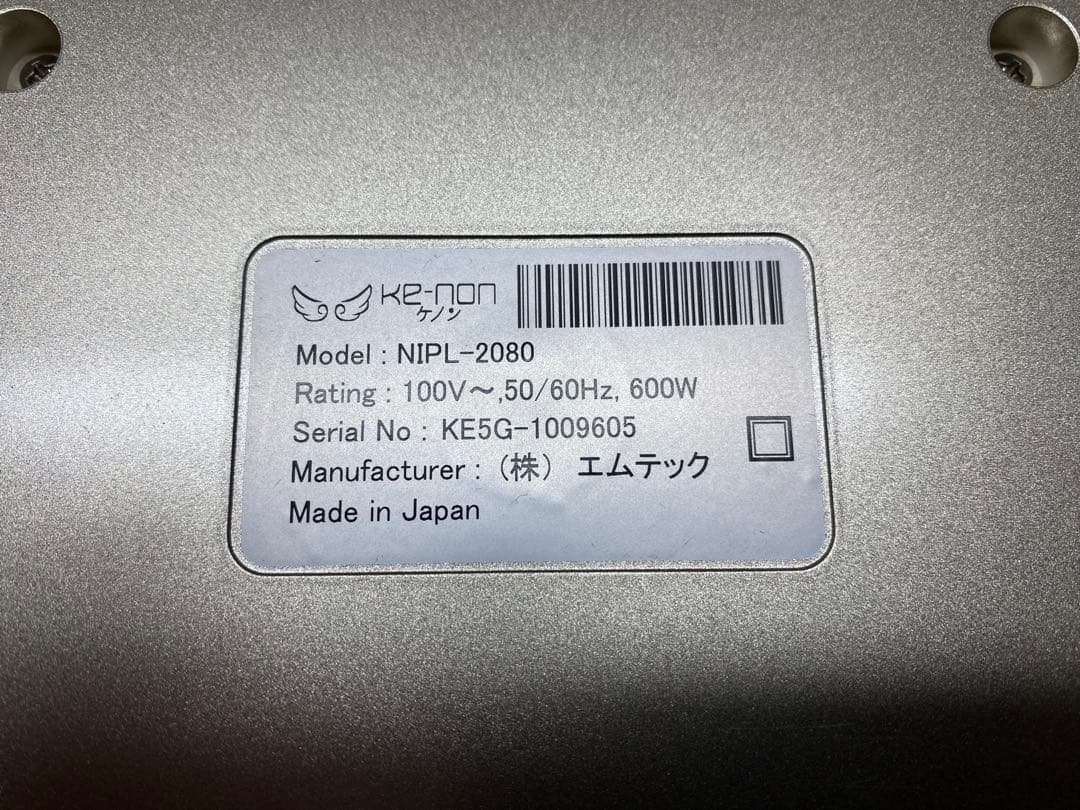 ke-non
ケノン
Model : NIPL-2080
Rating : 100V～,50/60Hz, 600W
Serial No : KE5G-1009605
Manufacturer : （株） エムテック
Made in Japan